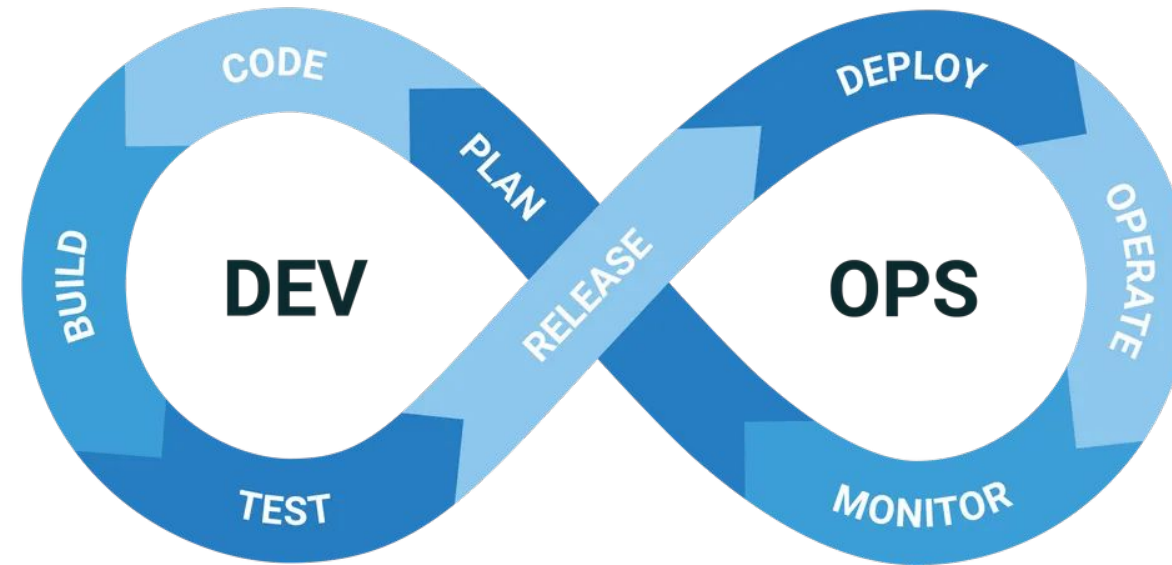 CODE
DEPLOY
PLAN
OPERATE
BUILD
DEV
RELEASE
OPS
TEST
MONITOR